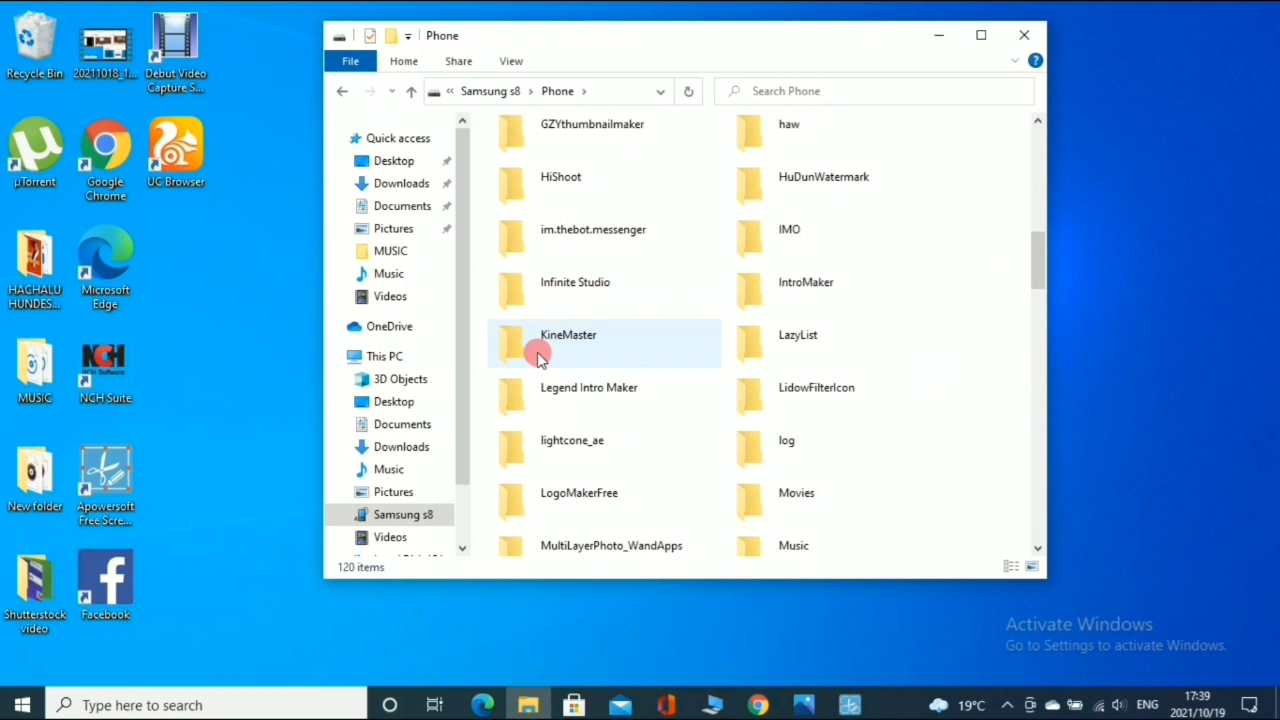 Recycle Bin
20211018_1...
Debut Video
Capture S...
µTorrent
Google
Chrome
UC Browser
HACHALU
HUNDES...
Microsoft
Edge
MUSIC
NCH
NCH Software
NCH Suite
New folder
Apowersoft
Free Scre...
Shutterstock
video
Facebook
Phone
File
Home
Share
View
Samsung s8
Phone
Search Phone
Quick access
Desktop
Downloads
Documents
Pictures
MUSIC
Music
Videos
OneDrive
This PC
3D Objects
Desktop
Documents
Downloads
Music
Pictures
Samsung s8
Videos
GZYthumbnailmaker
haw
HiShoot
HuDunWatermark
im.thebot.messenger
IMO
Infinite Studio
IntroMaker
KineMaster
LazyList
Legend Intro Maker
LidowFilterIcon
lightcone_ae
log
LogoMakerFree
Movies
MultiLayerPhoto_WandApps
Music
120 items
Activate Windows
Go to Settings to activate Windows.
Type here to search
19°C
ENG
17:39
2021/10/19